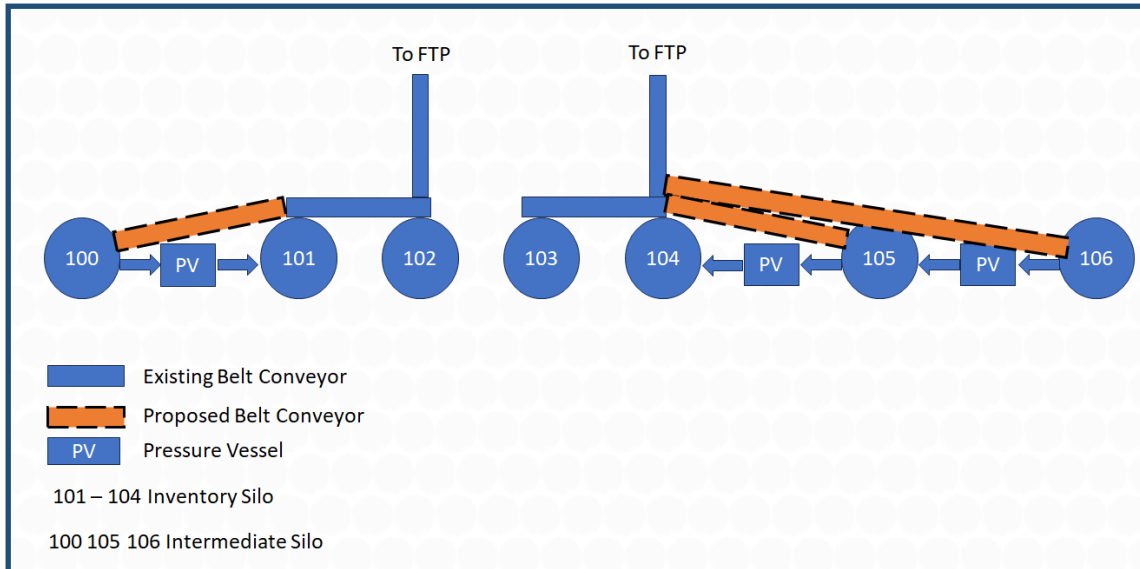 To FTP
To FTP
100
PV
101
102
103
104
PV
105
PV
106
Existing Belt Conveyor
Proposed Belt Conveyor
PV
Pressure Vessel
101 – 104 Inventory Silo
100 105 106 Intermediate Silo